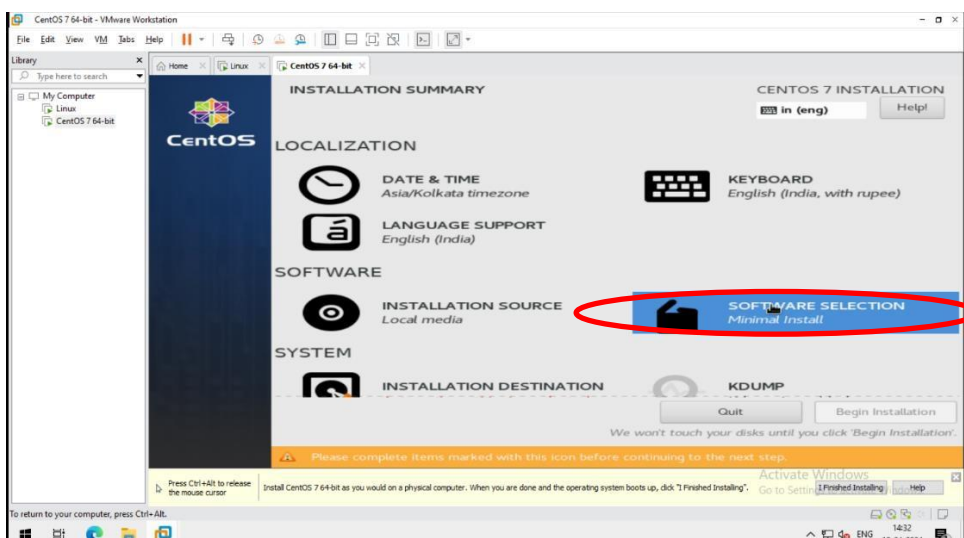 CentOS 7 64-bit - VMware Workstation
File Edit View VM Tabs Help
Library
Home
Linux
CentOS 7 64-bit
Type here to search
My Computer
Linux
CentOS 7 64-bit
CentOS
INSTALLATION SUMMARY
CENTOS 7 INSTALLATION
in (eng)
Help!
LOCALIZATION
DATE & TIME
Asia/Kolkata timezone
KEYBOARD
English (India, with rupee)
LANGUAGE SUPPORT
English (India)
SOFTWARE
INSTALLATION SOURCE
Local media
SOFTWARE SELECTION
Minimal Install
SYSTEM
INSTALLATION DESTINATION
KDUMP
Quit
Begin Installation
We won't touch your disks until you click 'Begin Installation'.
Please complete items marked with this icon before continuing to the next step.
Activate Windows
Press Ctrl+Alt to release
the mouse cursor
Install CentOS 7 64-bit as you would on a physical computer. When you are done and the operating system boots up, click "I Finished Installing".
Go to Setting
I Finished Installing
Help
To return to your computer, press Ctrl+Alt.
ENG
14:32